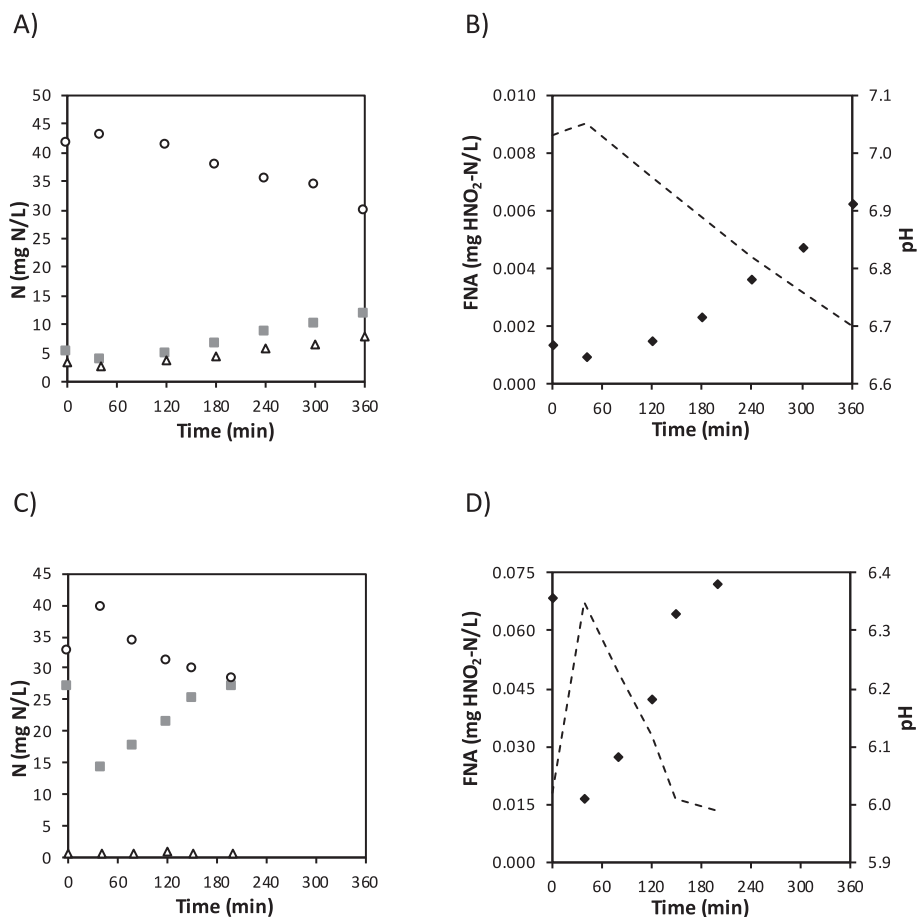 A)
B)
50
45
40
35
30
25
20
15
10
5
0
N (mg N/L)
0 60 120 180 240 300 360
Time (min)
0.010
0.008
0.006
0.004
0.002
0.000
FNA (mg HNO₂-N/L)
7.1
7.0
6.9
6.8
6.7
6.6
pH
0 60 120 180 240 300 360
Time (min)
C)
D)
45
40
35
30
25
20
15
10
5
0
N (mg N/L)
0 60 120 180 240 300 360
Time (min)
0.075
0.060
0.045
0.030
0.015
0.000
FNA (mg HNO₂-N/L)
6.4
6.3
6.2
6.1
6.0
5.9
pH
0 60 120 180 240 300 360
Time (min)